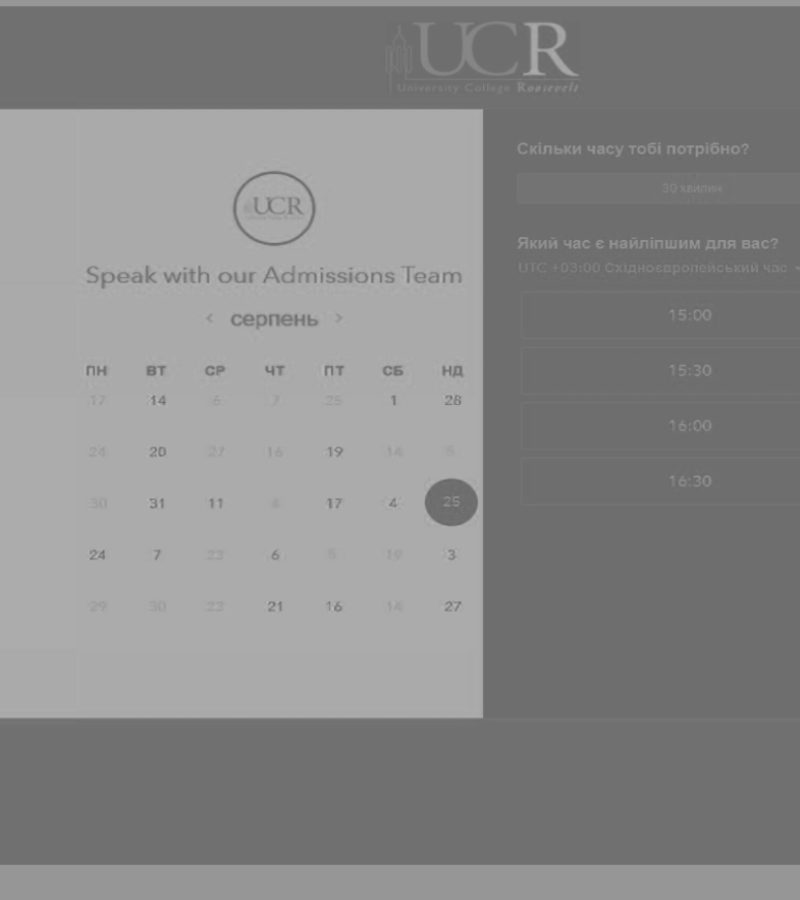 UCR
University College Roosevelt
UCR
Speak with our Admissions Team
< серпень >
ПН ВТ СР ЧТ ПТ СБ НД
17 14 6 7 25 1 28
24 20 27 16 19 14 5
30 31 11 17 4 25
24 7 23 6 5 19 3
29 30 22 21 16 14 27
Скільки часу тобі потрібно?
30 хвилин
Який час є найліпшим для вас?
UTC +03:00 Східноєвропейський час
15:00
15:30
16:00
16:30